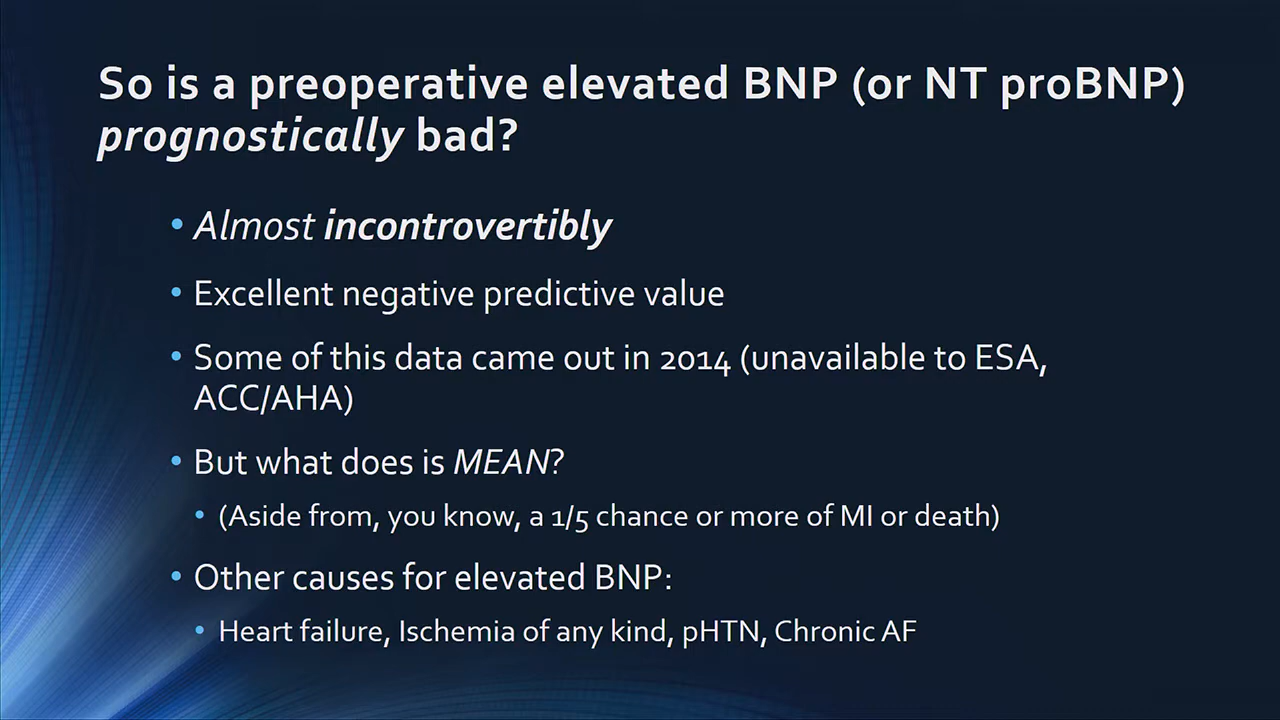 So is a preoperative elevated BNP (or NT proBNP)
prognostically bad?
• Almost incontrovertibly
• Excellent negative predictive value
• Some of this data came out in 2014 (unavailable to ESA,
ACC/AHA)
• But what does is MEAN?
• (Aside from, you know, a 1/5 chance or more of MI or death)
• Other causes for elevated BNP:
• Heart failure, Ischemia of any kind, pHTN, Chronic AF